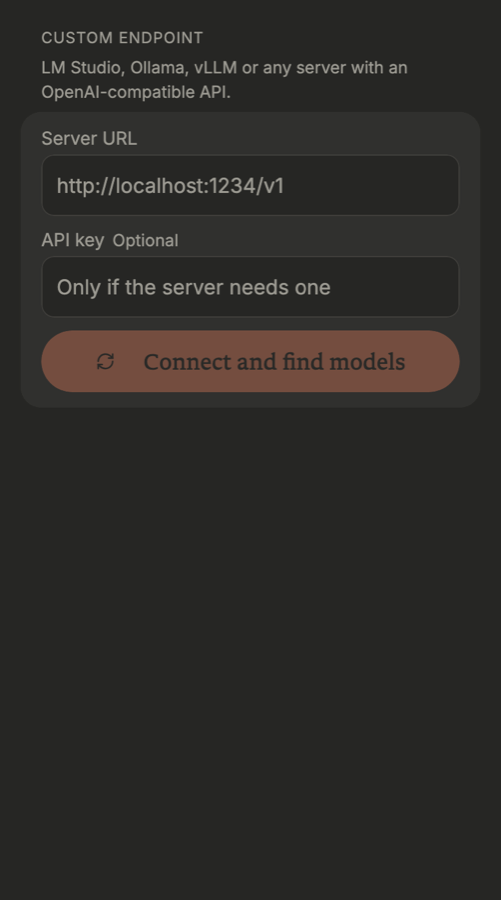 CUSTOM ENDPOINT
LM Studio, Ollama, vLLM or any server with an
OpenAI-compatible API.
Server URL
http://localhost:1234/v1
API key Optional
Only if the server needs one
Connect and find models